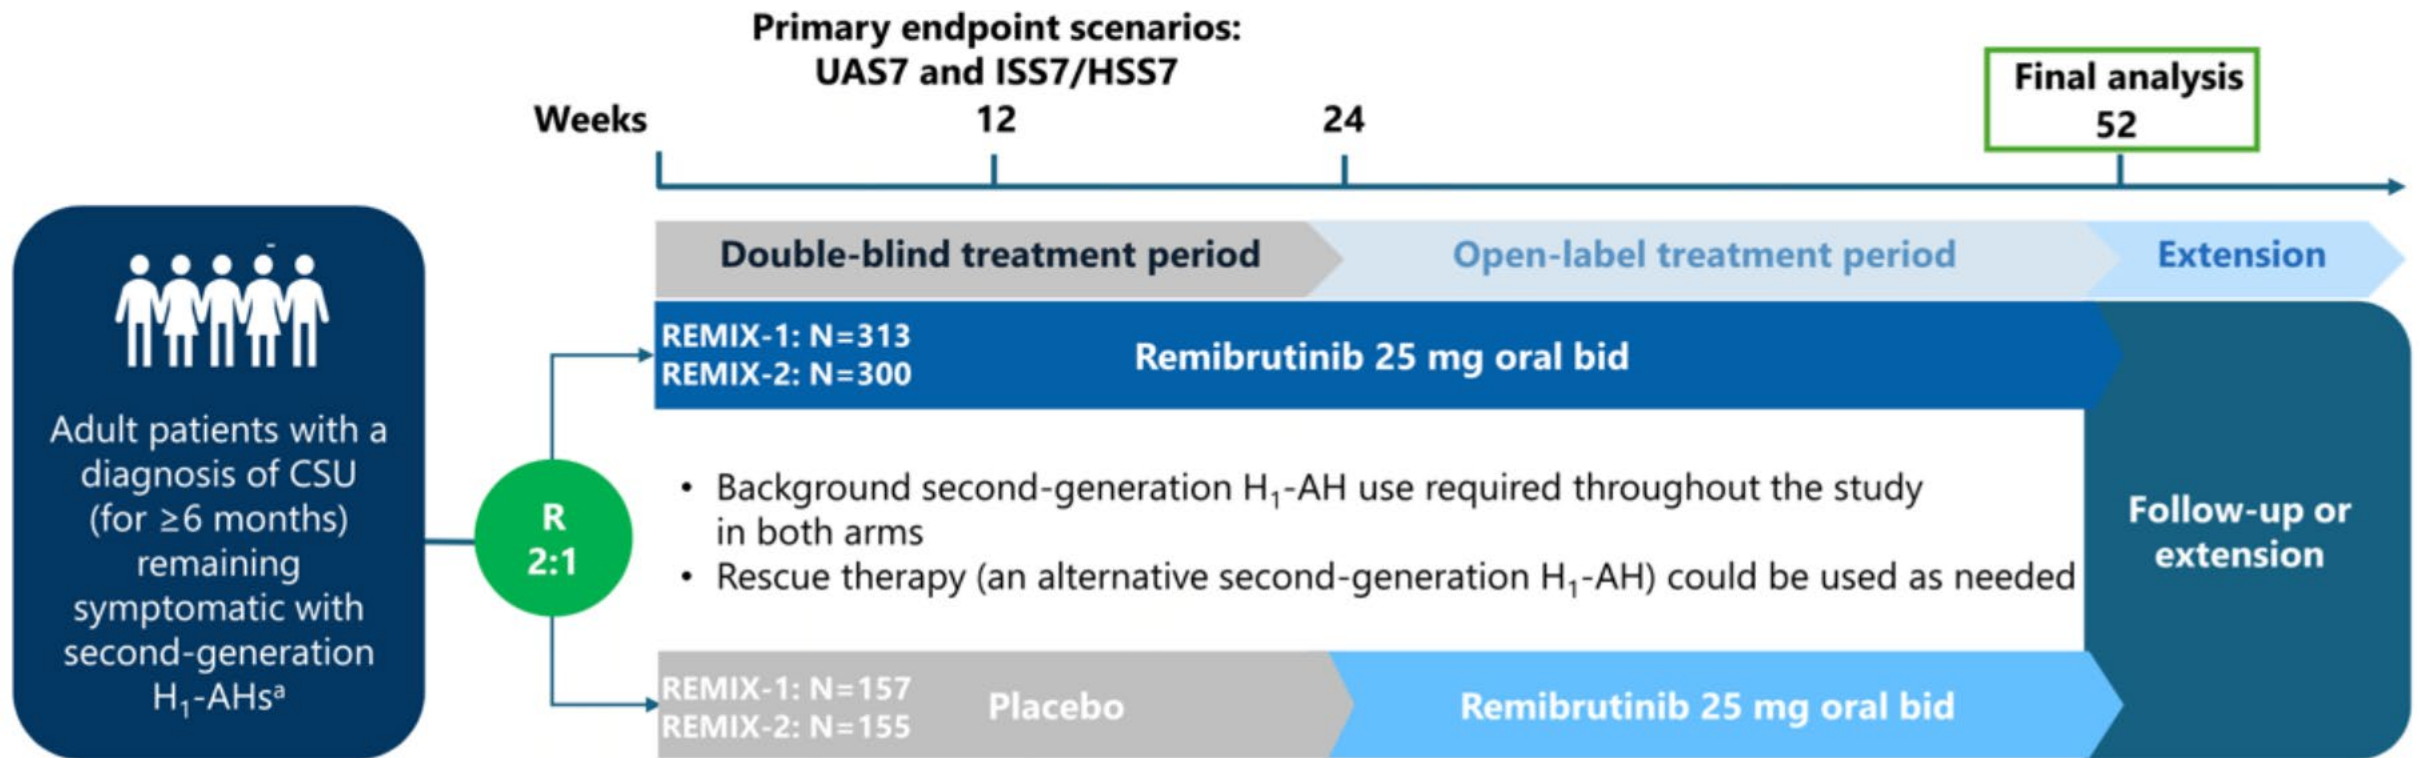 Primary endpoint scenarios:
UAS7 and ISS7/HSS7
Final analysis
Weeks
12
24
52
Double-blind treatment period
Open-label treatment period
Extension
REMIX-1: N=313
REMIX-2: N=300
Remibrutinib 25 mg oral bid
Adult patients with a
diagnosis of CSU
(for ≥6 months)
remaining
symptomatic with
second-generation
H₁-AHsᵃ
R
2:1
• Background second-generation H₁-AH use required throughout the study
in both arms
• Rescue therapy (an alternative second-generation H₁-AH) could be used as needed
Follow-up or
extension
REMIX-1: N=157
REMIX-2: N=155
Placebo
Remibrutinib 25 mg oral bid